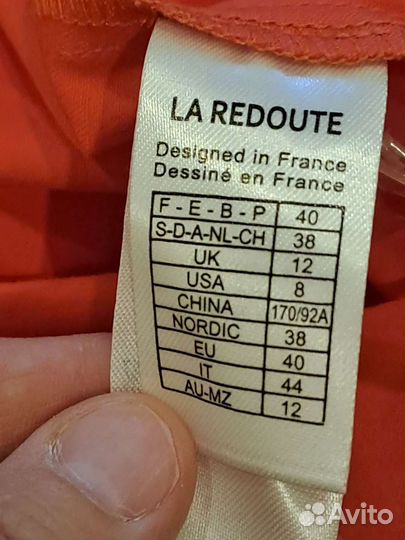 LA REDOUTE
Designed in France
Dessiné en France
F - E - B - P 40
S-D-A-NL-CH 38
UK 12
USA 8
CHINA 170/92A
NORDIC 38
EU 40
IT 44
AU-MZ 12
Avito